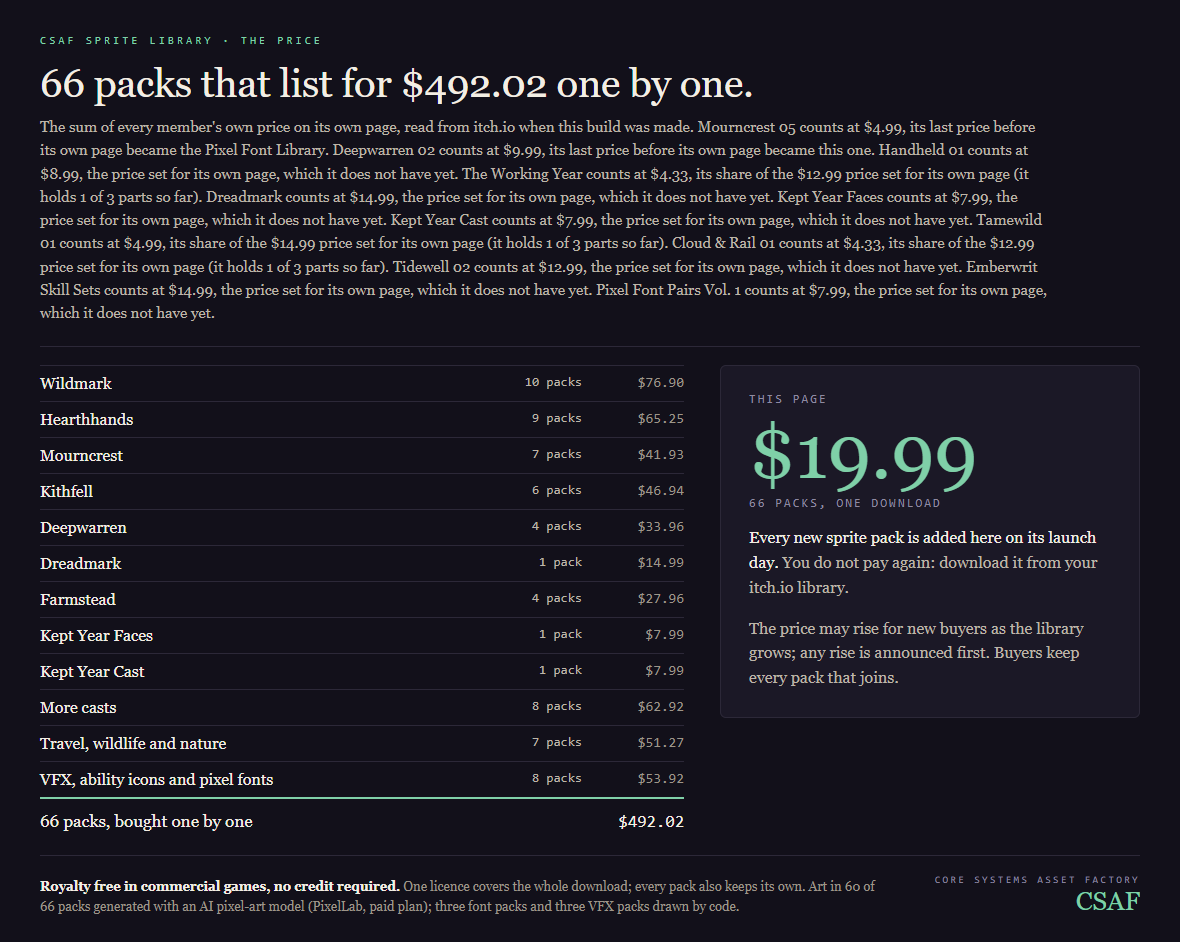 CSAF SPRITE LIBRARY · THE PRICE
66 packs that list for $492.02 one by one.
The sum of every member's own price on its own page, read from itch.io when this build was made. Mourncrest 05 counts at $4.99, its last price before
its own page became the Pixel Font Library. Deepwarren 02 counts at $9.99, its last price before its own page became this one. Handheld 01 counts at
$8.99, the price set for its own page, which it does not have yet. The Working Year counts at $4.33, its share of the $12.99 price set for its own page (it
holds 1 of 3 parts so far). Dreadmark counts at $14.99, the price set for its own page, which it does not have yet. Kept Year Faces counts at $7.99, the
price set for its own page, which it does not have yet. Kept Year Cast counts at $7.99, the price set for its own page, which it does not have yet. Tamewild
01 counts at $4.99, its share of the $14.99 price set for its own page (it holds 1 of 3 parts so far). Cloud & Rail 01 counts at $4.33, its share of the $12.99
price set for its own page (it holds 1 of 3 parts so far). Tidewell 02 counts at $12.99, the price set for its own page, which it does not have yet. Emberwrit
Skill Sets counts at $14.99, the price set for its own page, which it does not have yet. Pixel Font Pairs Vol. 1 counts at $7.99, the price set for its own page,
which it does not have yet.
Wildmark 10 packs $76.90
Hearthhands 9 packs $65.25
Mourncrest 7 packs $41.93
Kithfell 6 packs $46.94
Deepwarren 4 packs $33.96
Dreadmark 1 pack $14.99
Farmstead 4 packs $27.96
Kept Year Faces 1 pack $7.99
Kept Year Cast 1 pack $7.99
More casts 8 packs $62.92
Travel, wildlife and nature 7 packs $51.27
VFX, ability icons and pixel fonts 8 packs $53.92
66 packs, bought one by one $492.02
THIS PAGE
$19.99
66 PACKS, ONE DOWNLOAD
Every new sprite pack is added here on its launch
day. You do not pay again: download it from your
itch.io library.
The price may rise for new buyers as the library
grows; any rise is announced first. Buyers keep
every pack that joins.
Royalty free in commercial games, no credit required. One licence covers the whole download; every pack also keeps its own. Art in 60 of
66 packs generated with an AI pixel-art model (PixelLab, paid plan); three font packs and three VFX packs drawn by code.
CORE SYSTEMS ASSET FACTORY
CSAF